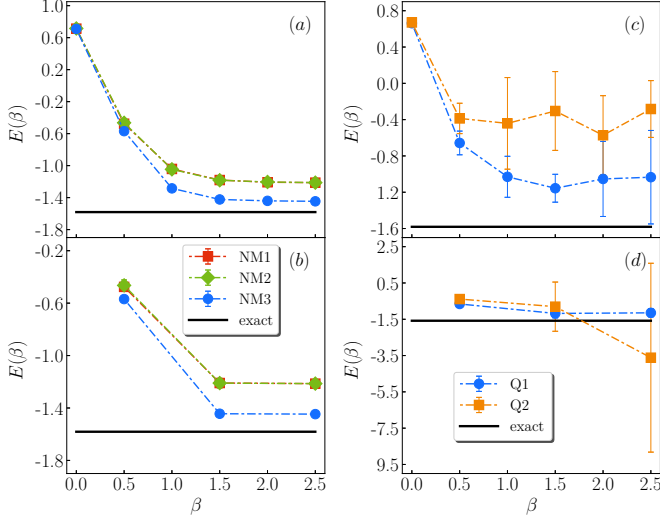 1.0
0.6
0.2
-0.2
-0.6
-1.0
-1.4
-1.8
E(β)
(a)
0.8
0.4
0.0
-0.4
-0.8
-1.2
-1.6
E(β)
(c)
-0.2
-0.6
-1.0
-1.4
-1.8
E(β)
(b)
NM1
NM2
NM3
exact
0.0 0.5 1.0 1.5 2.0 2.5
β
2.5
0.5
-1.5
-3.5
-5.5
-7.5
-9.5
E(β)
(d)
Q1
Q2
exact
0.0 0.5 1.0 1.5 2.0 2.5
β